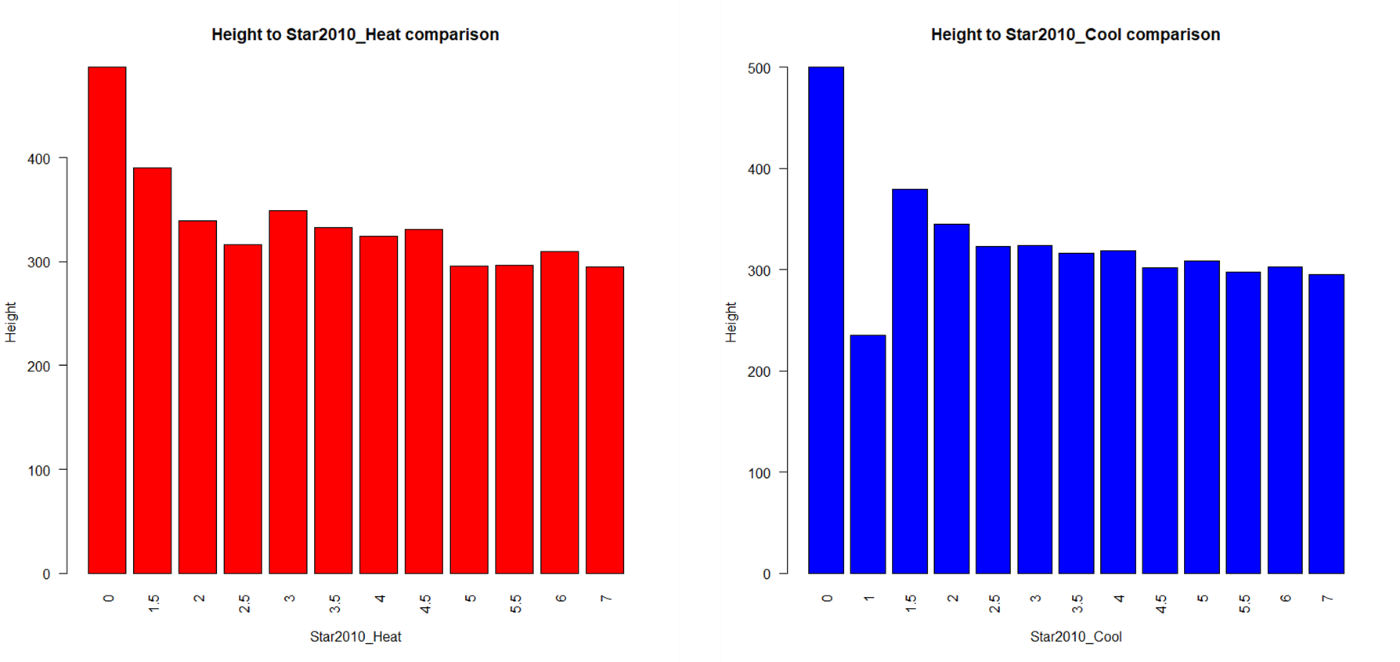 Height to Star2010_Heat comparison
400
300
200
100
0
Height
0 1.5 2 2.5 3 3.5 4 4.5 5 5.5 6 7
Star2010_Heat
Height to Star2010_Cool comparison
500
400
300
200
100
0
Height
0 1 1.5 2 2.5 3 3.5 4 4.5 5 5.5 6 7
Star2010_Cool